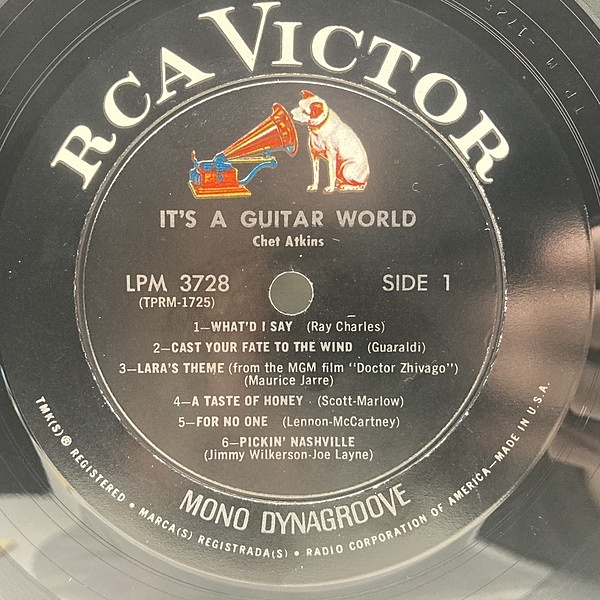 RCA VICTOR
IT'S A GUITAR WORLD
Chet Atkins
LPM 3728
(TPRM-1725)
SIDE 1
1—WHAT'D I SAY (Ray Charles)
2—CAST YOUR FATE TO THE WIND (Guaraldi)
3—LARA'S THEME (from the MGM film "Doctor Zhivago")
(Maurice Jarre)
4—A TASTE OF HONEY (Scott-Marlow)
5—FOR NO ONE (Lennon-McCartney)
6—PICKIN' NASHVILLE
(Jimmy Wilkerson-Joe Layne)
MONO DYNAGROOVE
TMK(S) ® REGISTERED • MARCA(S) REGISTRADA(S) • RADIO CORPORATION OF AMERICA—MADE IN U.S.A.